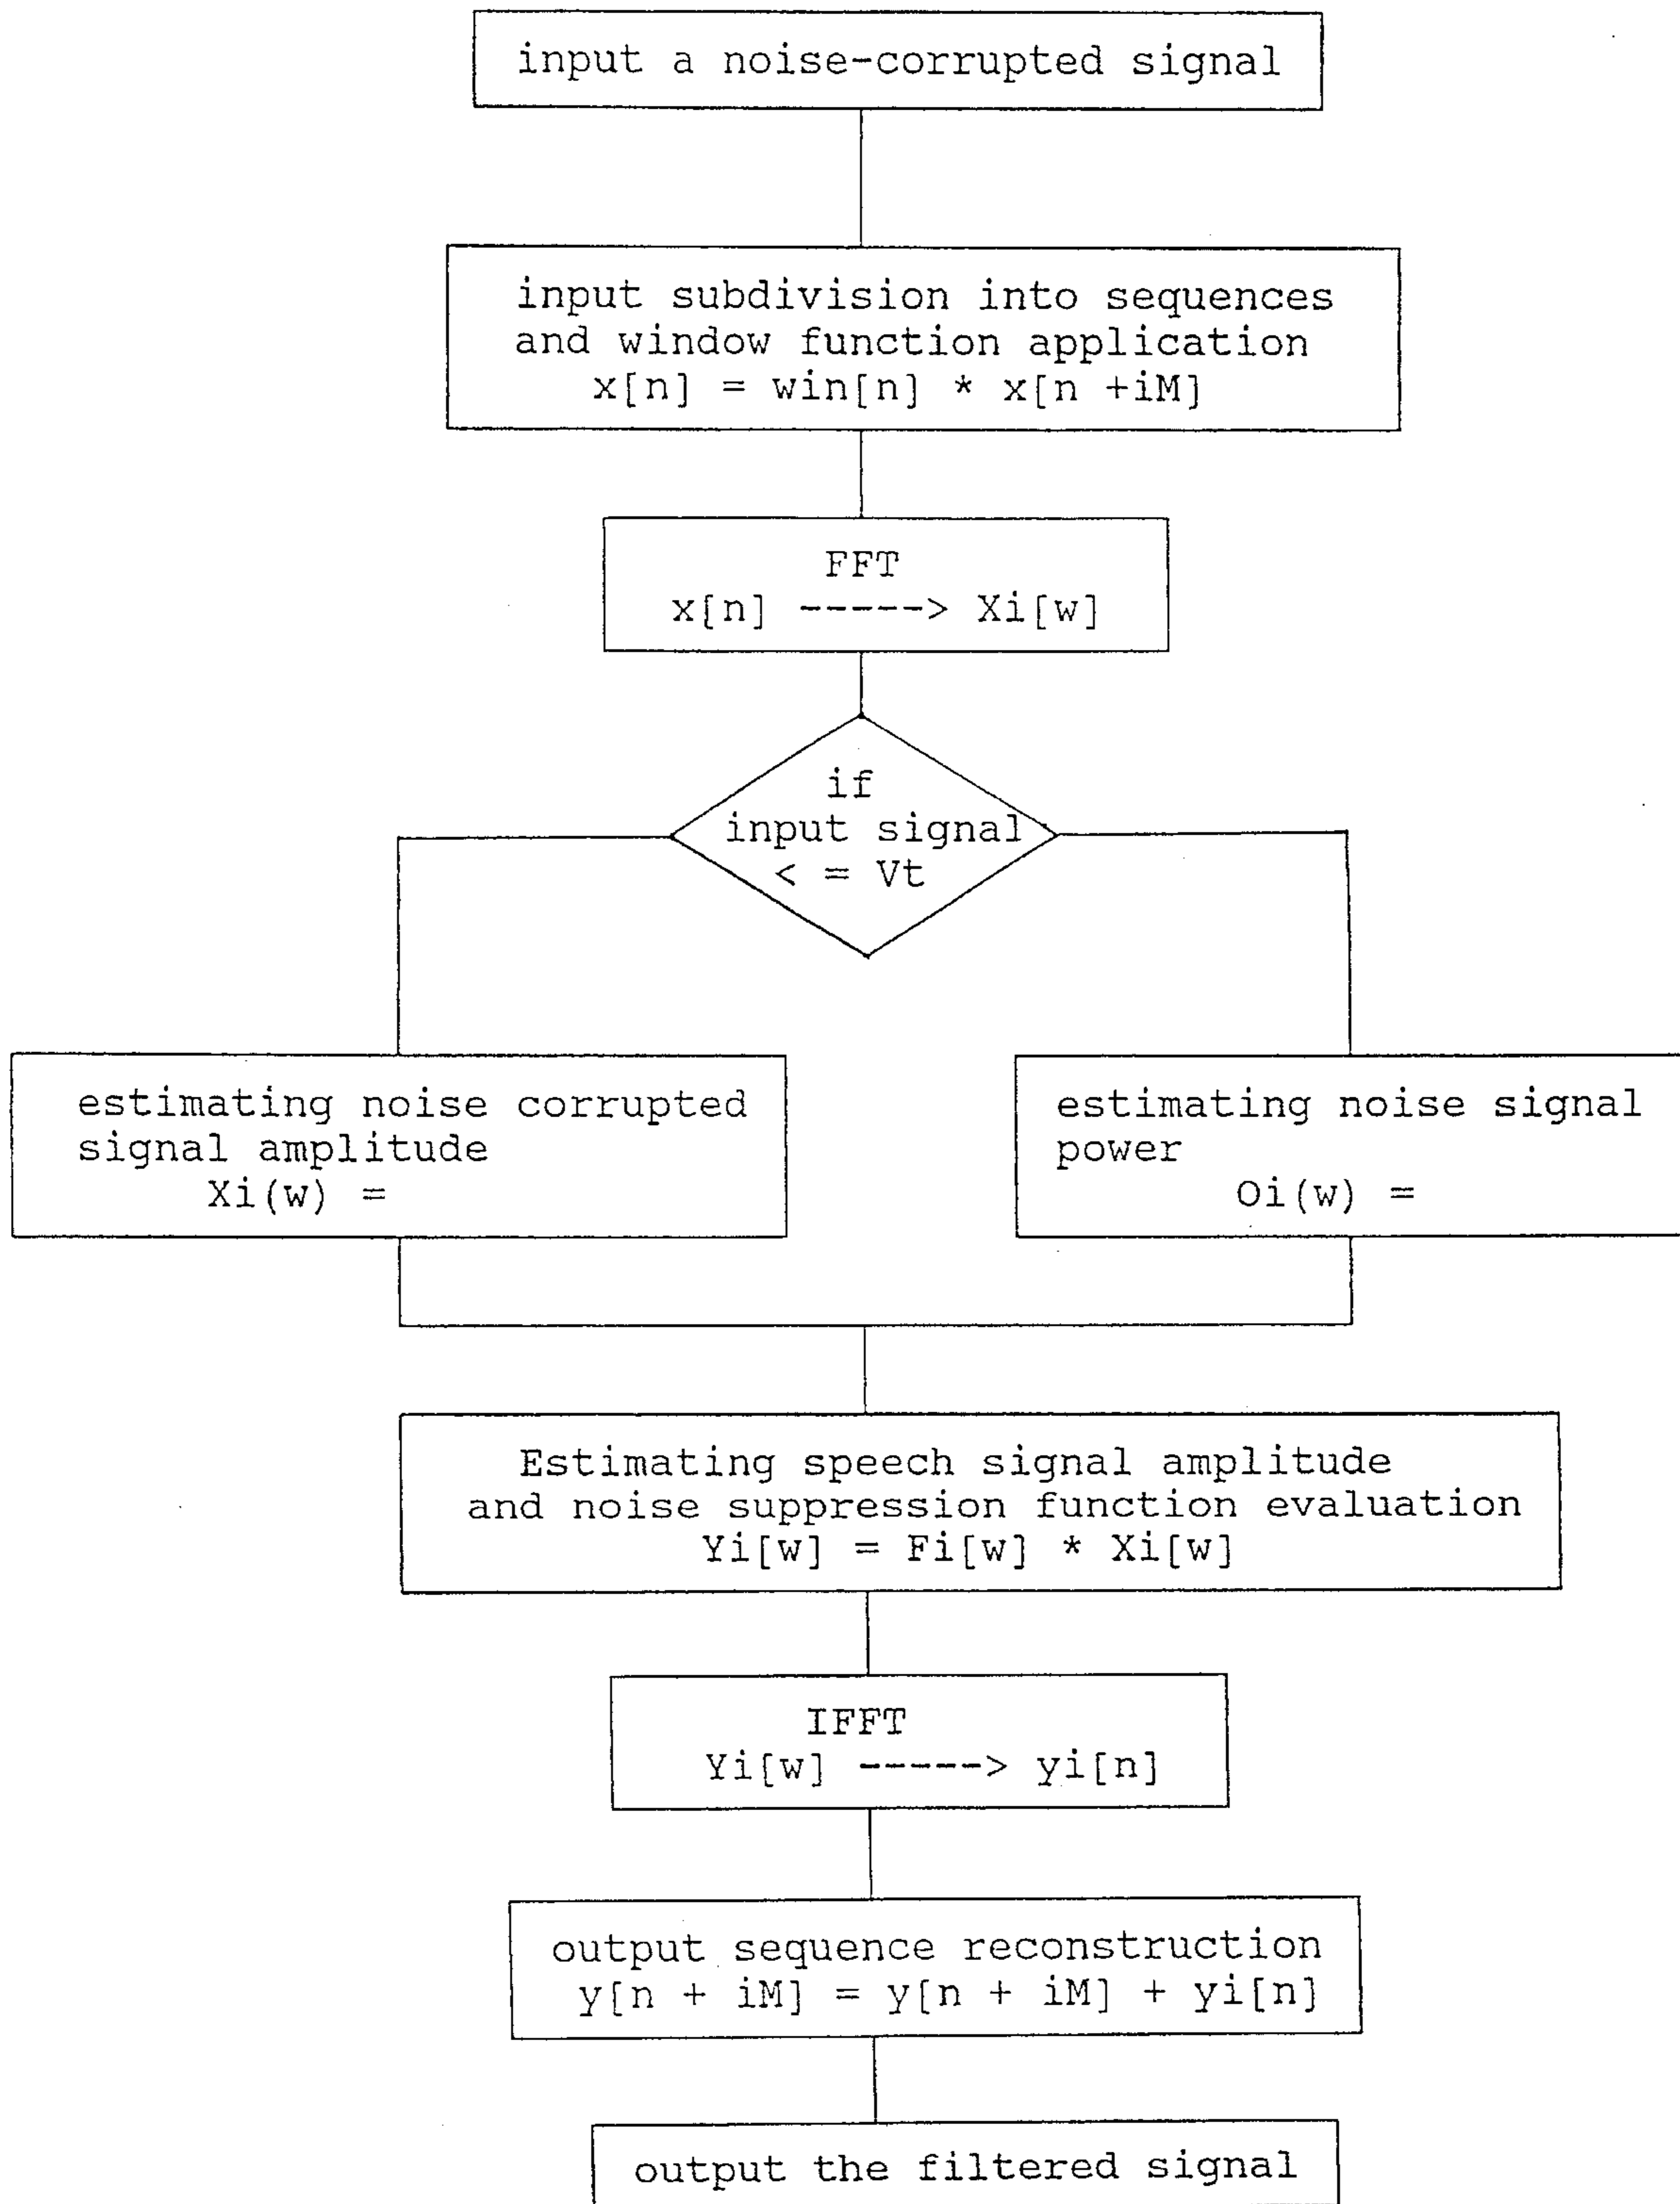 input a noise-corrupted signal
input subdivision into sequences
and window function application
x[n] = win[n] * x[n +iM]
FFT
x[n] -----> Xi[w]
if
input signal
< = Vt
estimating noise corrupted
signal amplitude
Xi(w) =
estimating noise signal
power
Oi(w) =
Estimating speech signal amplitude
and noise suppression function evaluation
Yi[w] = Fi[w] * Xi[w]
IFFT
Yi[w] -----> yi[n]
output sequence reconstruction
y[n + iM] = y[n + iM] + yi[n]
output the filtered signal